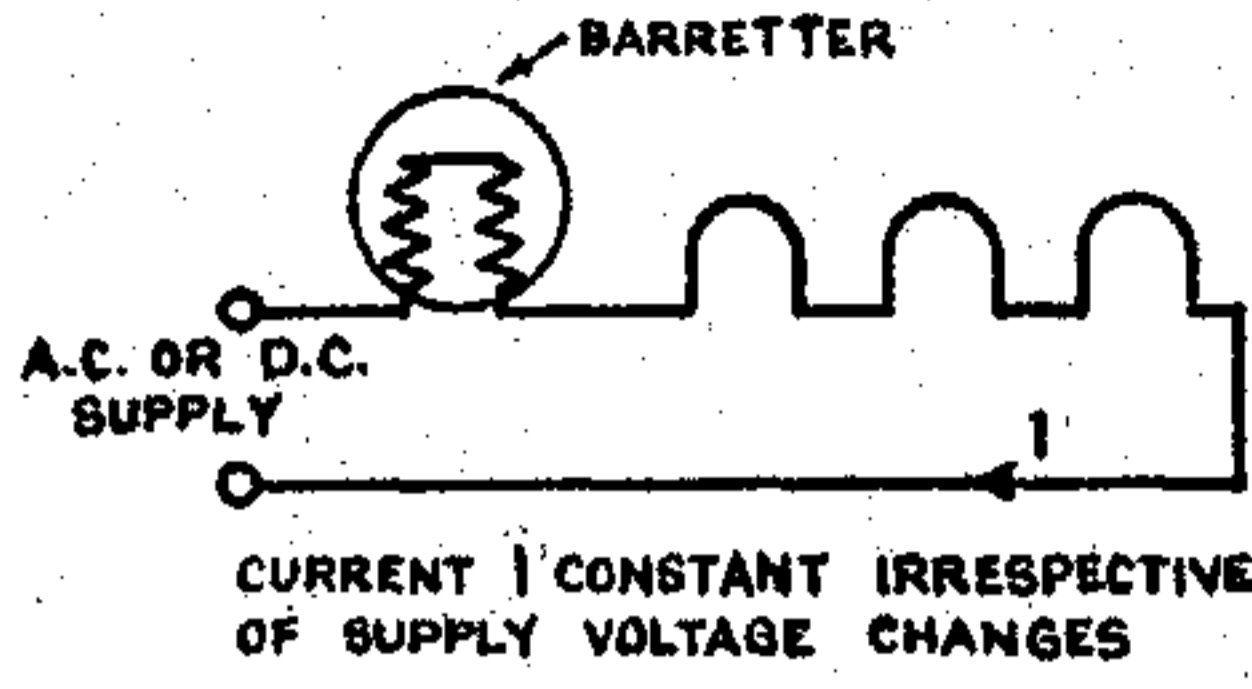 BARRETTER
A.C. OR D.C.
SUPPLY
I
CURRENT I CONSTANT IRRESPECTIVE
OF SUPPLY VOLTAGE CHANGES